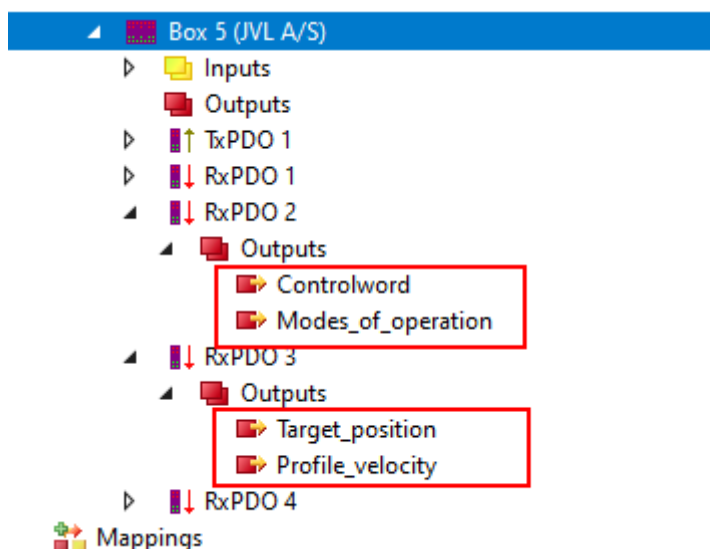 Box 5 (JVL A/S)
Inputs
Outputs
TxPDO 1
RxPDO 1
RxPDO 2
Outputs
Controlword
Modes_of_operation
RxPDO 3
Outputs
Target_position
Profile_velocity
RxPDO 4
Mappings